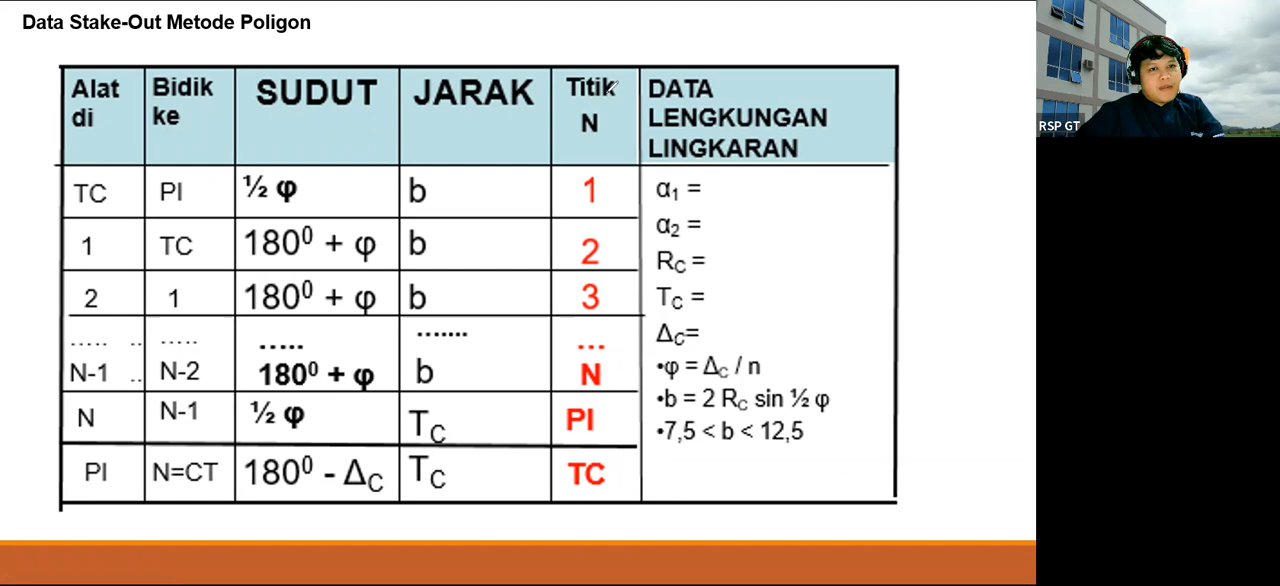 Data Stake-Out Metode Poligon
RSP GT
Alat di Bidik ke SUDUT JARAK Titik N DATA LENGKUNGAN LINGKARAN
TC PI ½ φ b 1
1 TC 180⁰ + φ b 2
2 1 180⁰ + φ b 3
..... .. ..... ..... ....... ...
N-1 .. N-2 180⁰ + φ b N
N N-1 ½ φ T_C PI
PI N=CT 180⁰ - Δ_C T_C TC
α₁ =
α₂ =
R_C =
T_C =
Δ_C=
•φ = Δ_C / n
•b = 2 R_C sin ½ φ
•7,5 < b < 12,5